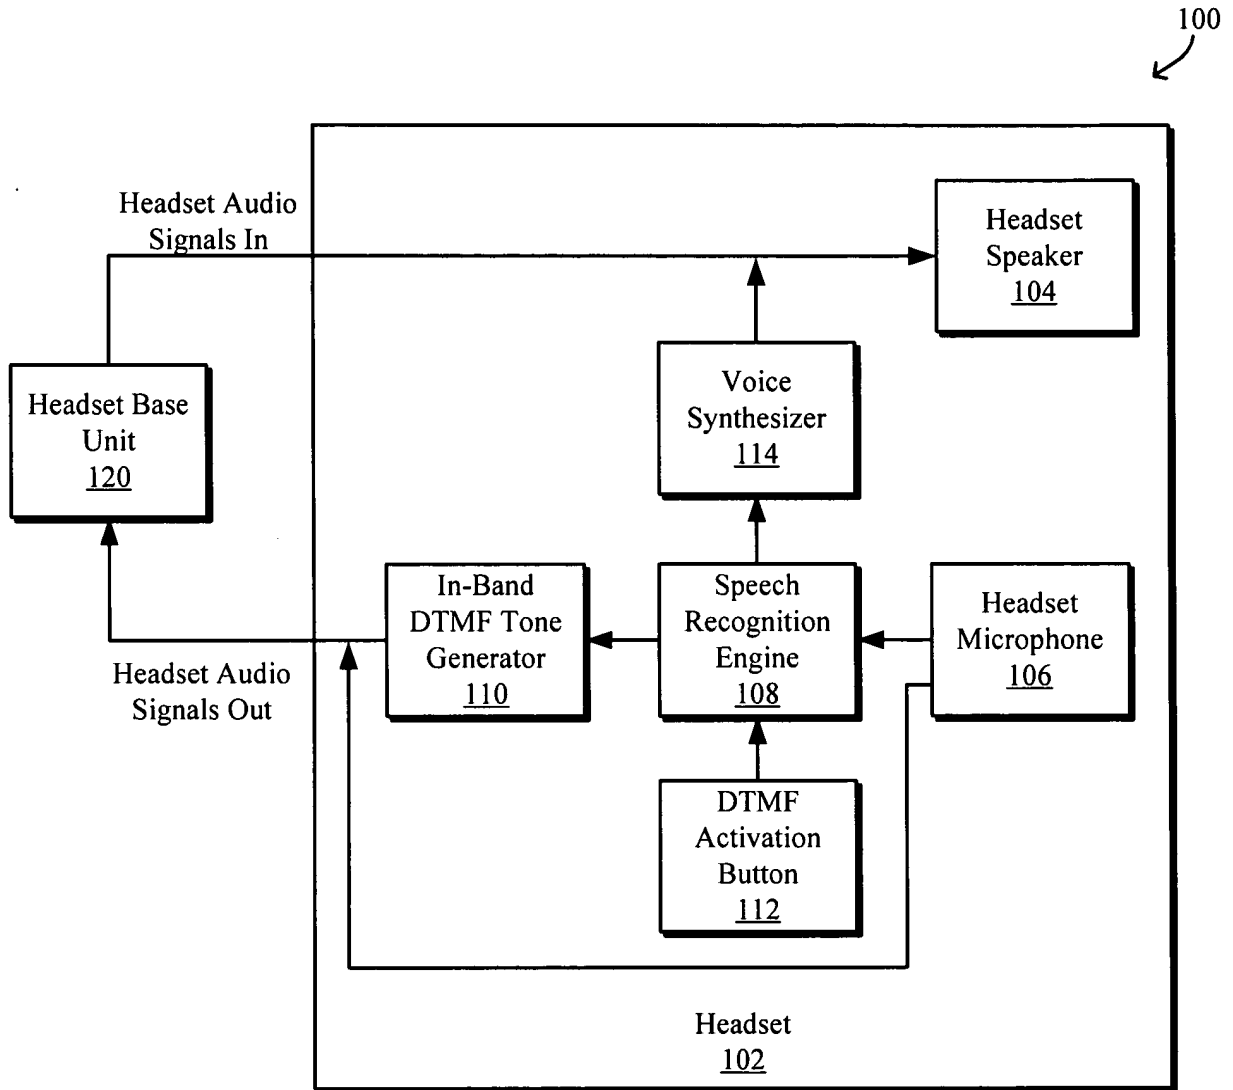 100
Headset Audio
Signals In
Headset
Speaker
104
Voice
Synthesizer
114
Headset Base
Unit
120
In-Band
DTMF Tone
Generator
110
Speech
Recognition
Engine
108
Headset
Microphone
106
Headset Audio
Signals Out
DTMF
Activation
Button
112
Headset
102